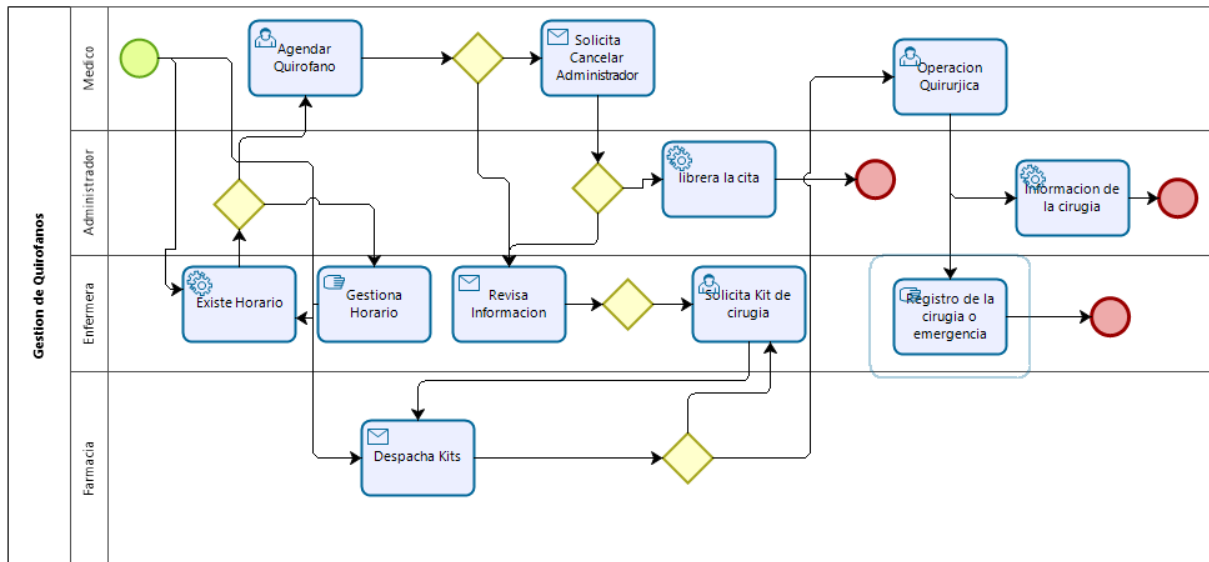 Gestion de Quirofanos
Medico
Agendar
Quirofano
Solicita
Cancelar
Administrador
Operacion
Quirurjica
Administrador
librera la cita
Informacion de
la cirugia
Enfermera
Existe Horario
Gestiona
Horario
Revisa
Informacion
Solicita Kit de
cirugia
Registro de la
cirugia o
emergencia
Farmacia
Despacha Kits